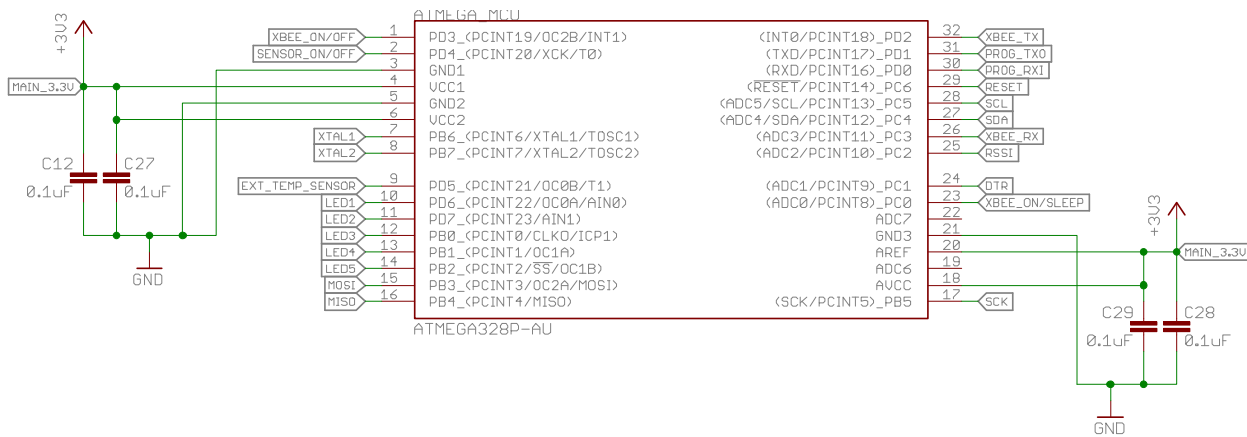 ATMEGA_MCU
+3V3
XBEE_ON/OFF 1 PD3_(PCINT19/OC2B/INT1) (INT0/PCINT18)_PD2 32 XBEE_TX
SENSOR_ON/OFF 2 PD4_(PCINT20/XCK/T0) (TXD/PCINT17)_PD1 31 PROG_TXO
3 GND1 (RXD/PCINT16)_PD0 30 PROG_RXI
MAIN_3.3V 4 VCC1 (RESET/PCINT14)_PC6 29 RESET
5 GND2 (ADC5/SCL/PCINT13)_PC5 28 SCL
6 VCC2 (ADC4/SDA/PCINT12)_PC4 27 SDA
XTAL1 7 PB6_(PCINT6/XTAL1/TOSC1) (ADC3/PCINT11)_PC3 26 XBEE_RX
XTAL2 8 PB7_(PCINT7/XTAL2/TOSC2) (ADC2/PCINT10)_PC2 25 RSSI
C12 C27
0.1uF 0.1uF
EXT_TEMP_SENSOR 9 PD5_(PCINT21/OC0B/T1) (ADC1/PCINT9)_PC1 24 DTR
LED1 10 PD6_(PCINT22/OC0A/AIN0) (ADC0/PCINT8)_PC0 23 XBEE_ON/SLEEP
LED2 11 PD7_(PCINT23/AIN1) ADC7 22
+3V3
LED3 12 PB0_(PCINT0/CLKO/ICP1) GND3 21
LED4 13 PB1_(PCINT1/OC1A) AREF 20 MAIN_3.3V
LED5 14 PB2_(PCINT2/SS/OC1B) ADC6 19
GND
MOSI 15 PB3_(PCINT3/OC2A/MOSI) AVCC 18
MISO 16 PB4_(PCINT4/MISO) (SCK/PCINT5)_PB5 17 SCK
C29 C28
ATMEGA328P-AU
0.1uF 0.1uF
GND